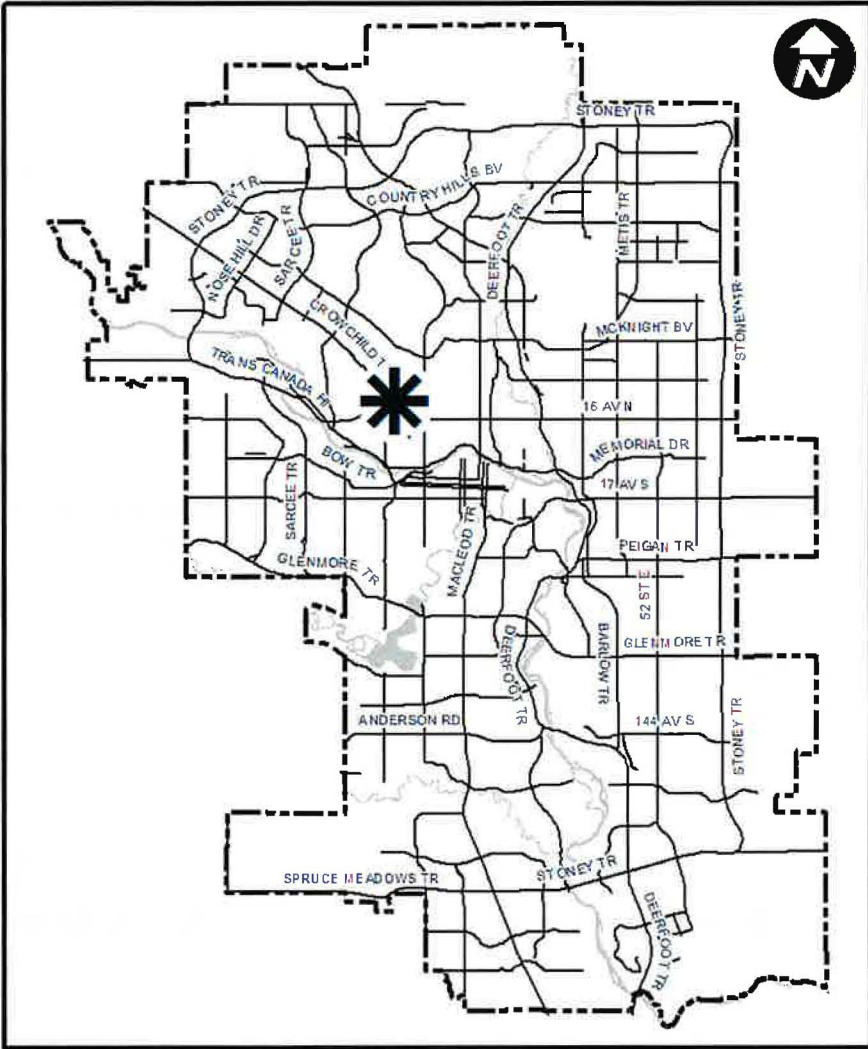 N
STONEY TR
COUNTRY HILLS BV
STONEY TR
NOSE HILL DR
SARCEE TR
DEERFOOT TR
METIS TR
STONEY TR
CROWCHILD T
MCKNIGHT BV
TRANS CANADA HI
16 AV N
BOW TR
MEMORIAL DR
17 AV S
SARCEE TR
MACLEOD TR
PEIGAN TR
GLENMORE TR
52 ST E
BARLOW TR
GLENMORE TR
DEERFOOT TR
ANDERSON RD
144 AV S
STONEY TR
STONEY TR
SPRUCE MEADOWS TR
DEERFOOT TR